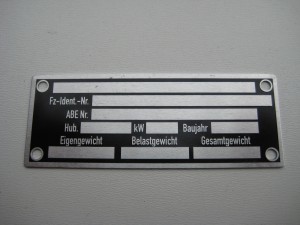 Fz-Ident.-Nr.
ABE Nr.
Hub. kW Baujahr
Eigengewicht Belastgewicht Gesamtgewicht